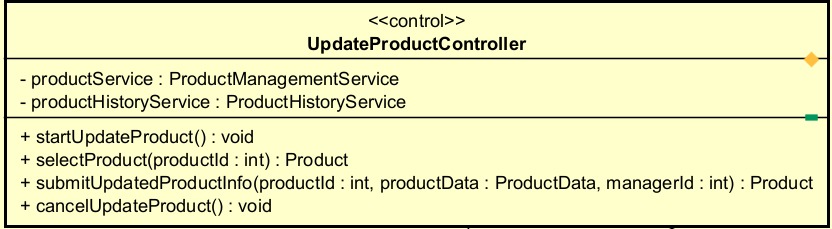 <<control>>
UpdateProductController
- productService : ProductManagementService
- productHistoryService : ProductHistoryService
+ startUpdateProduct() : void
+ selectProduct(productId : int) : Product
+ submitUpdatedProductInfo(productId : int, productData : ProductData, managerId : int) : Product
+ cancelUpdateProduct() : void